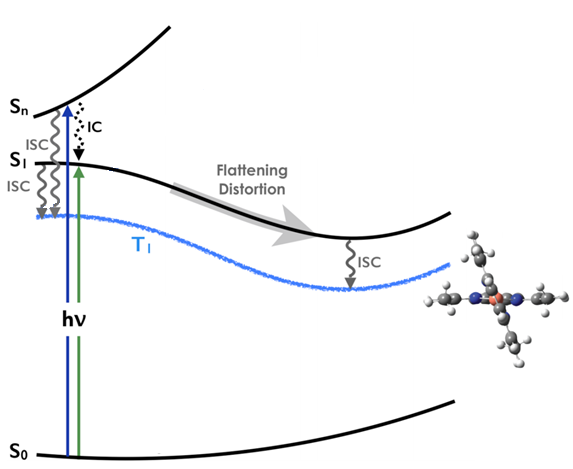 Sn
IC
ISC
S1
ISC
Flattening
Distortion
T1
ISC
hν
S0